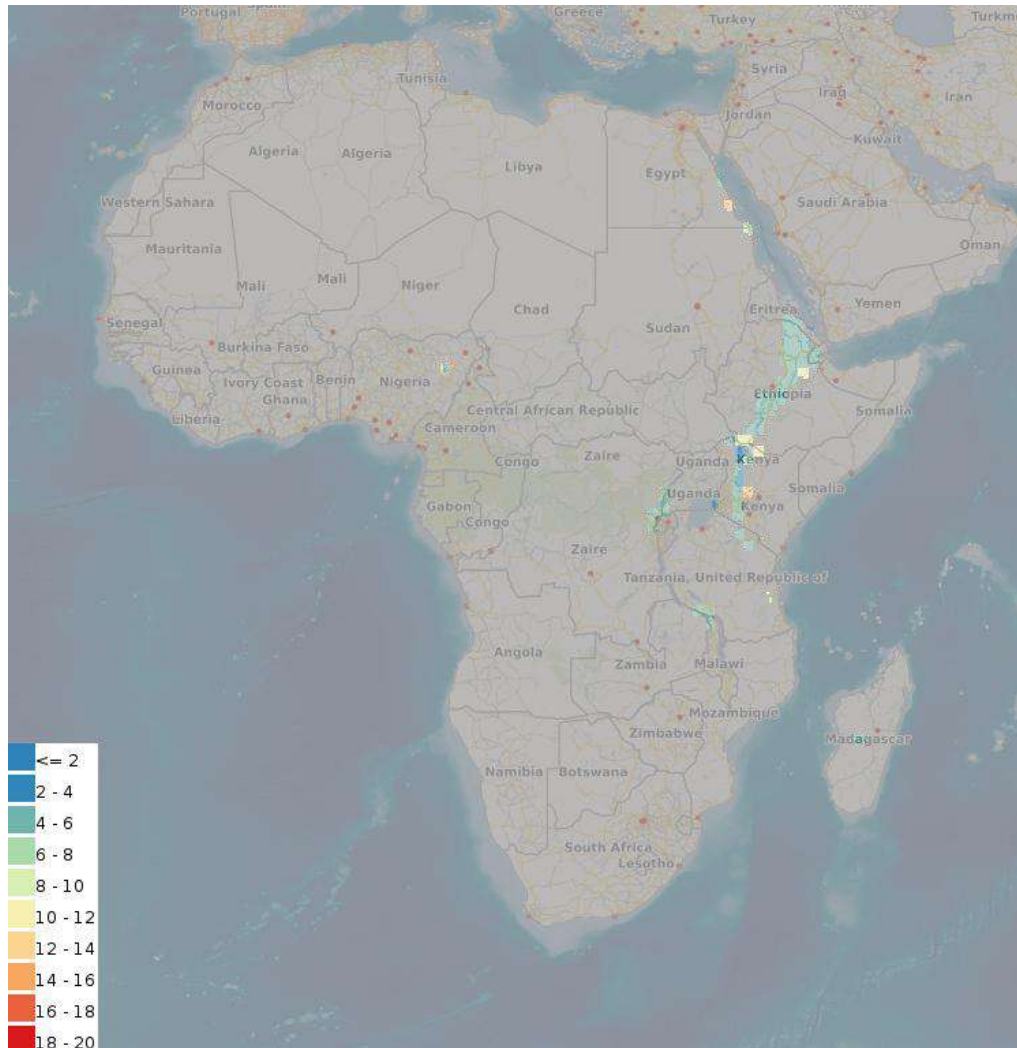 Portugal
Greece
Turkey
Turkm
Tunisia
Syria
Morocco
Iraq
Iran
Jordan
Algeria
Algeria
Kuwait
Libya
Egypt
Western Sahara
Saudi Arabia
Mauritania
Oman
Mali
Mali
Niger
Chad
Eritrea
Yemen
Senegal
Sudan
Burkina Faso
Guinea
Ivory Coast
Benin
Nigeria
Ethiopia
Ghana
Somalia
Liberia
Central African Republic
Cameroon
Congo
Zaire
Uganda
Kenya
Somalia
Uganda
Gabon
Kenya
Congo
Zaire
Tanzania, United Republic of
Angola
Zambia
Malawi
Mozambique
Zimbabwe
Madagascar
Namibia
Botswana
South Africa
Lesotho
<= 2
2 - 4
4 - 6
6 - 8
8 - 10
10 - 12
12 - 14
14 - 16
16 - 18
18 - 20